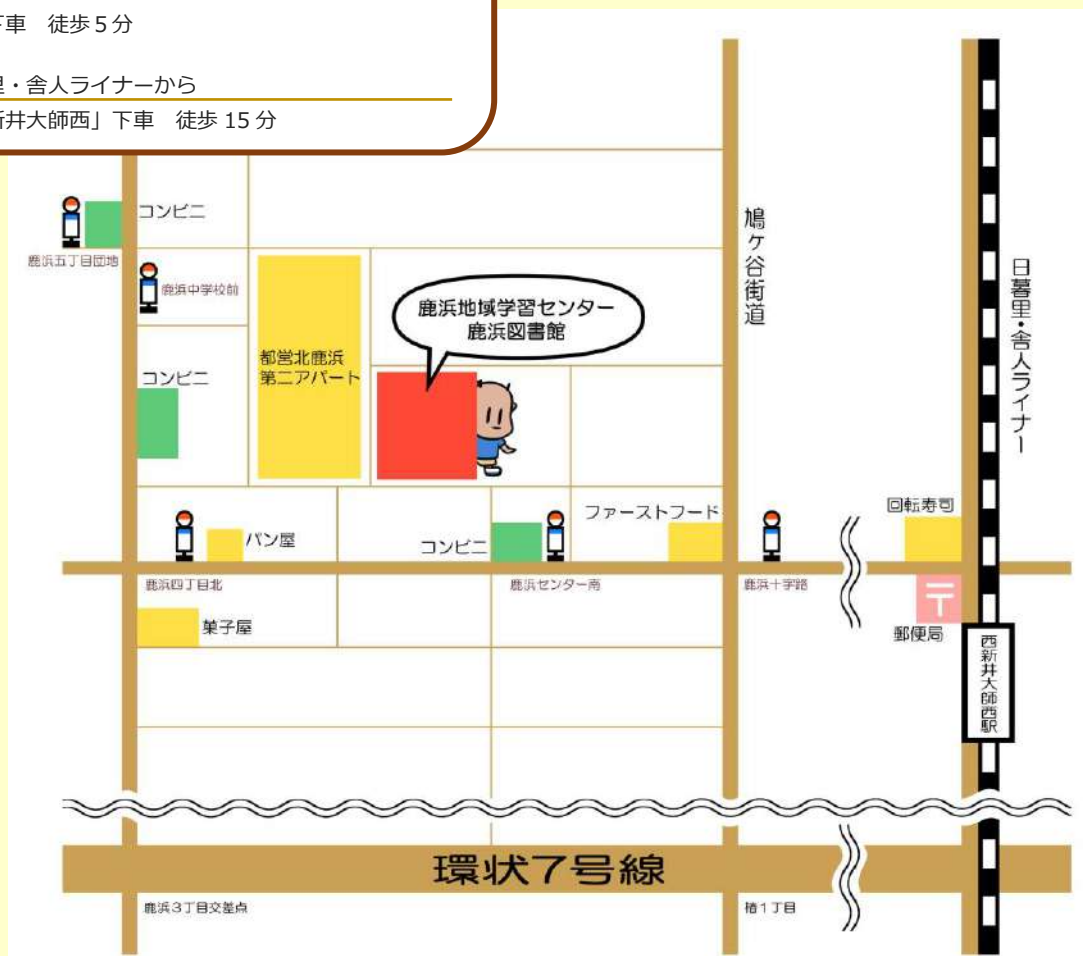 下車　徒歩５分
里・舎人ライナーから
井大師西」下車　徒歩 15 分
コンビニ
鹿浜五丁目団地
鹿浜中学校前
鳩ヶ谷街道
日暮里・舎人ライナー
鹿浜地域学習センター
鹿浜図書館
都営北鹿浜
第二アパート
コンビニ
回転寿司
ファーストフード
パン屋
コンビニ
鹿浜四丁目北
鹿浜センター南
鹿浜十字路
〒
郵便局
菓子屋
西新井大師西駅
環状7号線
鹿浜3丁目交差点
椿1丁目